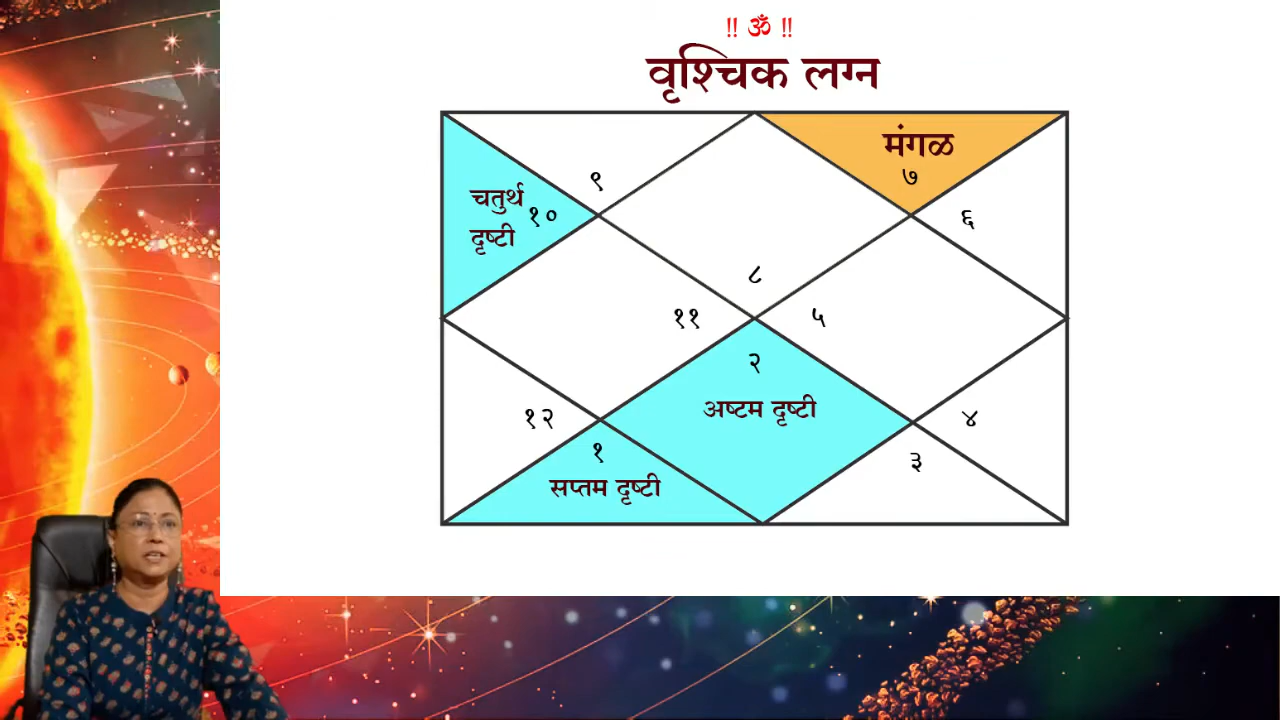 !! ॐ !!
वृश्चिक लग्न
मंगळ
७
९
चतुर्थ
१०
दृष्टी
६
८
११
५
२
अष्टम दृष्टी
१२
४
१
३
सप्तम दृष्टी